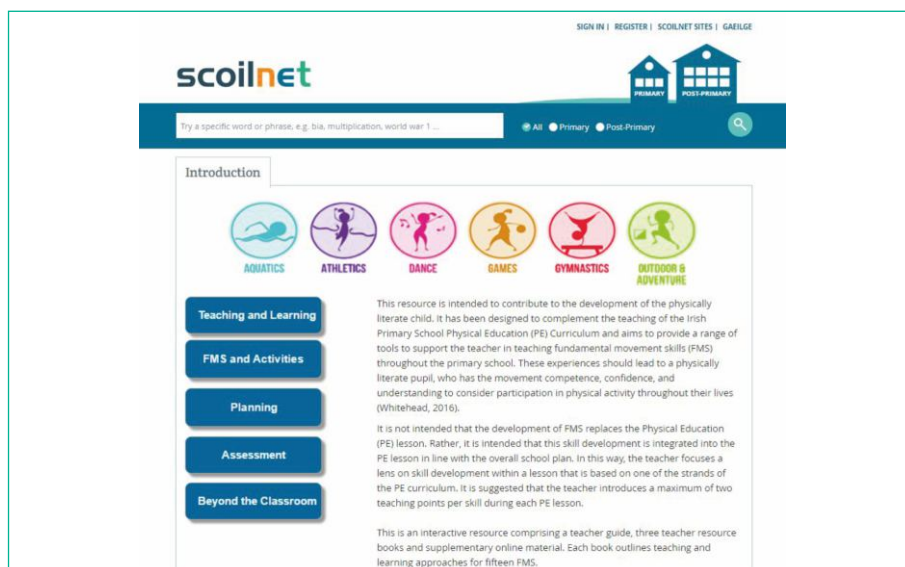 SIGN IN | REGISTER | SCOILNET SITES | GAEILGE
scoilnet
PRIMARY
POST-PRIMARY
Try a specific word or phrase, e.g. bia, multiplication, world war 1 ...
All Primary Post-Primary
Introduction
AQUATICS
ATHLETICS
DANCE
GAMES
GYMNASTICS
OUTDOOR &
ADVENTURE
Teaching and Learning
FMS and Activities
Planning
Assessment
Beyond the Classroom
This resource is intended to contribute to the development of the physically
literate child. It has been designed to complement the teaching of the Irish
Primary School Physical Education (PE) Curriculum and aims to provide a range of
tools to support the teacher in teaching fundamental movement skills (FMS)
throughout the primary school. These experiences should lead to a physically
literate pupil, who has the movement competence, confidence, and
understanding to consider participation in physical activity throughout their lives
(Whitehead, 2016).
It is not intended that the development of FMS replaces the Physical Education
(PE) lesson. Rather, it is intended that this skill development is integrated into the
PE lesson in line with the overall school plan. In this way, the teacher focuses a
lens on skill development within a lesson that is based on one of the strands of
the PE curriculum. It is suggested that the teacher introduces a maximum of two
teaching points per skill during each PE lesson.
This is an interactive resource comprising a teacher guide, three teacher resource
books and supplementary online material. Each book outlines teaching and
learning approaches for fifteen FMS.